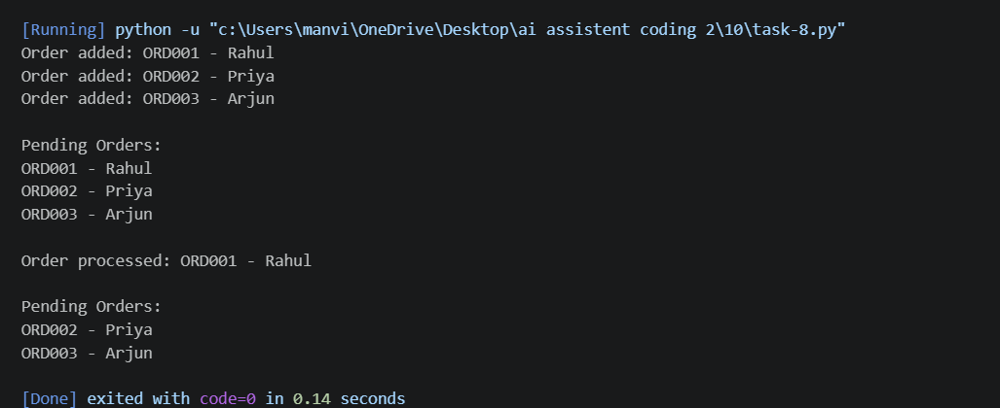 [Running] python -u "c:\Users\manvi\OneDrive\Desktop\ai assistent coding 2\10\task-8.py"
Order added: ORD001 - Rahul
Order added: ORD002 - Priya
Order added: ORD003 - Arjun
Pending Orders:
ORD001 - Rahul
ORD002 - Priya
ORD003 - Arjun
Order processed: ORD001 - Rahul
Pending Orders:
ORD002 - Priya
ORD003 - Arjun
[Done] exited with code=0 in 0.14 seconds